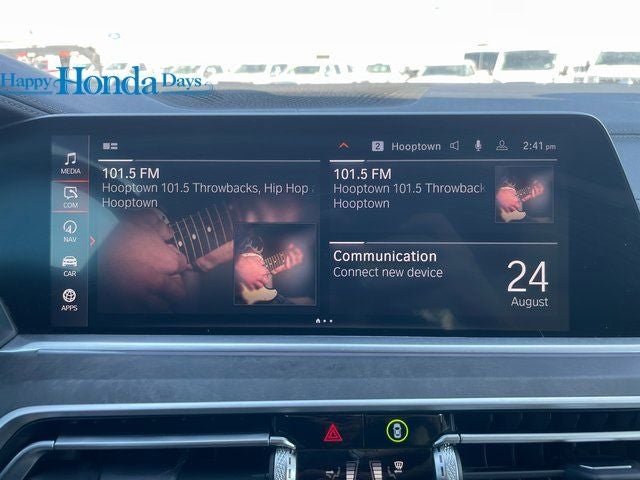 Happy Honda Days
2 Hooptown 2:41 pm
MEDIA
COM
NAV
CAR
APPS
101.5 FM
Hooptown 101.5 Throwbacks, Hip Hop
Hooptown
101.5 FM
Hooptown 101.5 Throwback
Hooptown
Communication
Connect new device
24
August